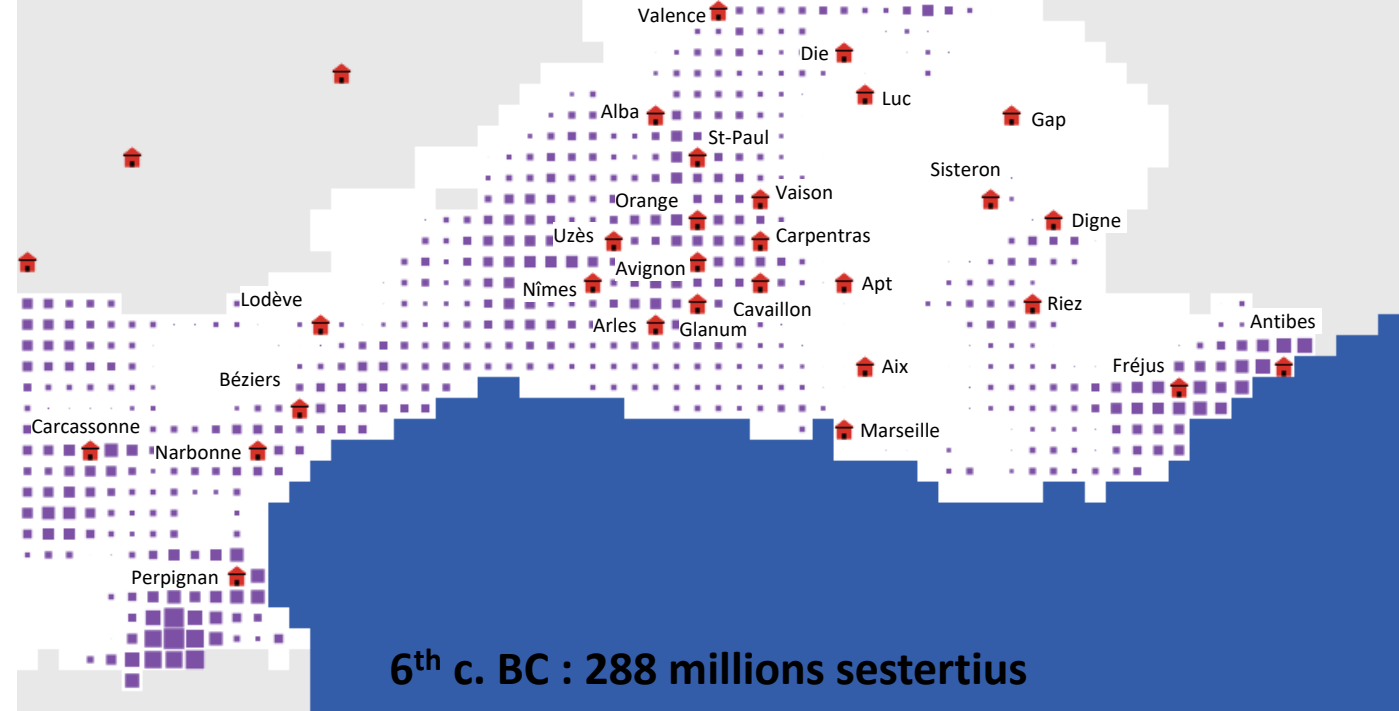 Valence
Die
Luc
Alba
Gap
St-Paul
Sisteron
Vaison
Orange
Digne
Uzès
Carpentras
Avignon
Nîmes
Apt
Lodève
Cavaillon
Riez
Arles
Glanum
Antibes
Aix
Fréjus
Béziers
Carcassonne
Marseille
Narbonne
Perpignan
6th c. BC : 288 millions sestertius